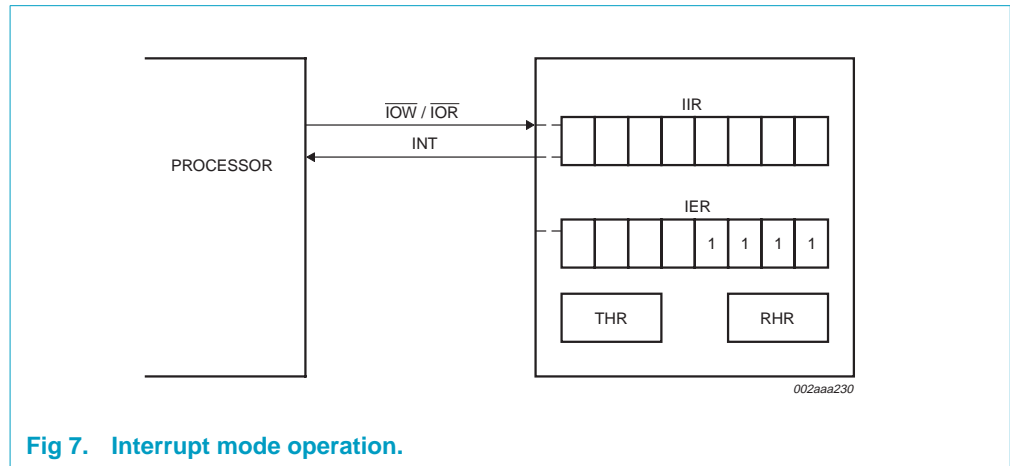 IIR
IOW / IOR
INT
PROCESSOR
IER
1 1 1 1
THR RHR
002aaa230
Fig 7. Interrupt mode operation.